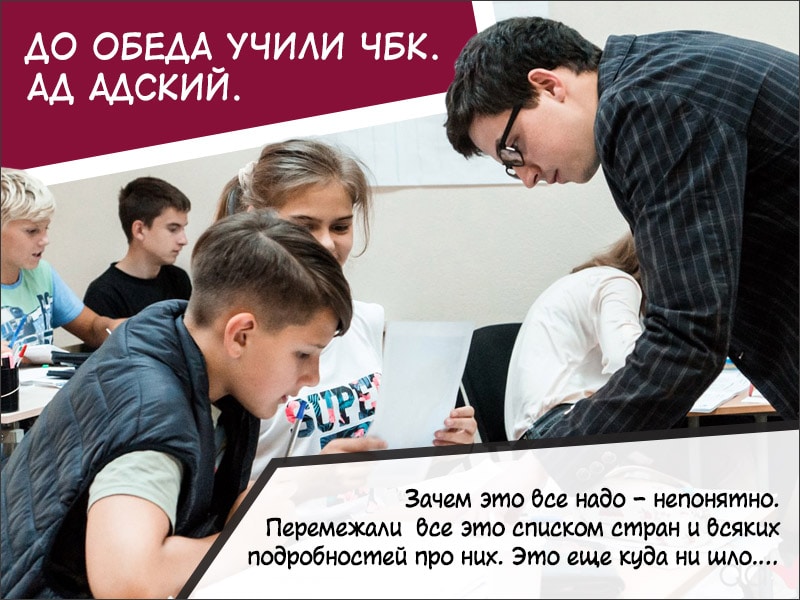 ДО ОБЕДА УЧИЛИ ЧБК.
АД АДСКИЙ.
SUPER
Зачем это все надо – непонятно.
Перемежали все это списком стран и всяких
подробностей про них. Это еще куда ни шло....